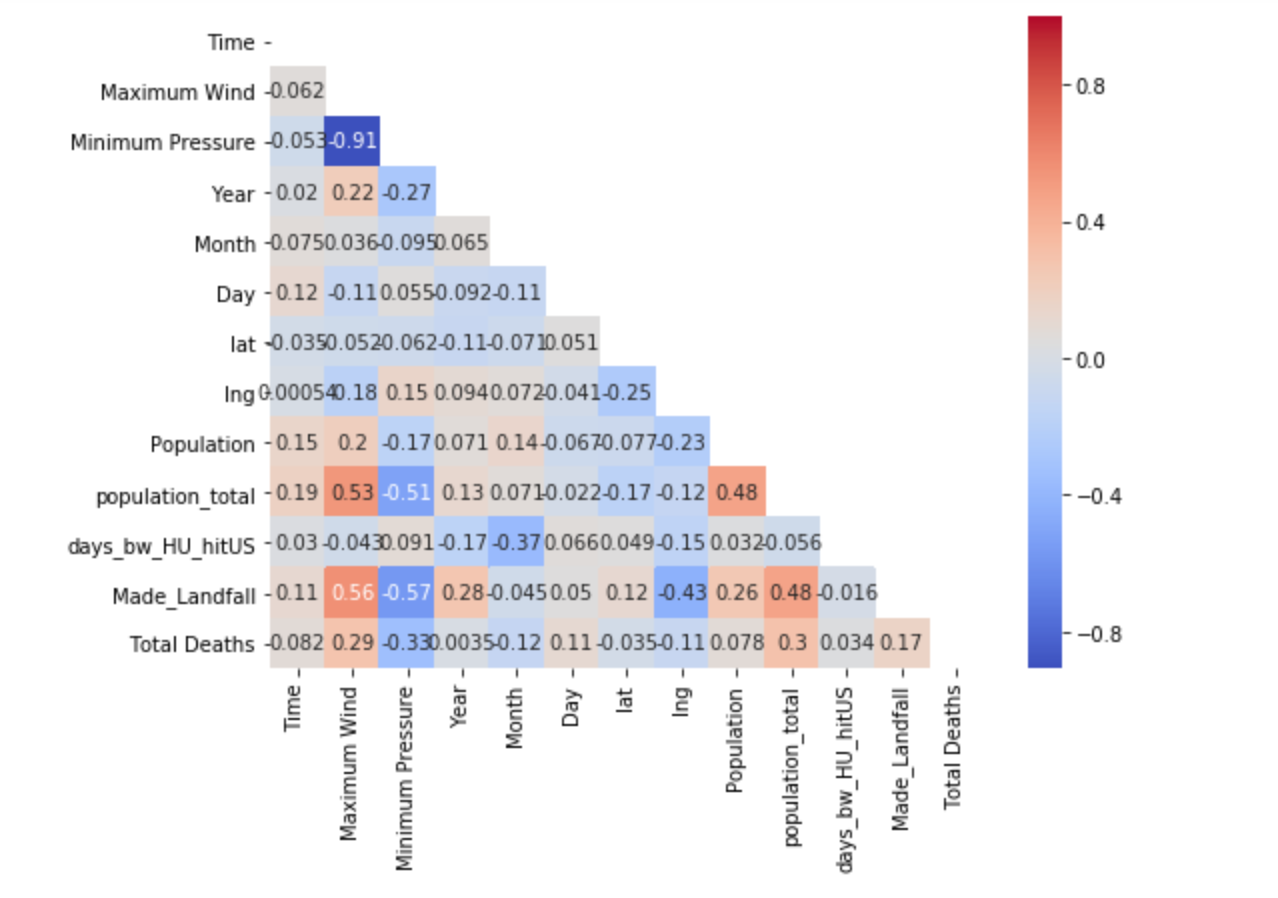 Time
Maximum Wind 0.062
Minimum Pressure -0.053 -0.91
Year 0.02 0.22 -0.27
Month 0.075 0.036 -0.095 0.065
Day 0.12 -0.11 0.055 -0.092 -0.11
lat -0.035 -0.052 -0.062 -0.11 -0.071 0.051
lng 0.00054 -0.18 0.15 0.094 0.072 -0.041 -0.25
Population 0.15 0.2 -0.17 0.071 0.14 -0.067 -0.077 -0.23
population_total 0.19 0.53 -0.51 0.13 0.071 -0.022 -0.17 -0.12 0.48
days_bw_HU_hitUS 0.03 -0.043 0.091 -0.17 -0.37 0.066 0.049 -0.15 0.032 -0.056
Made_Landfall 0.11 0.56 -0.57 0.28 -0.045 0.05 0.12 -0.43 0.26 0.48 -0.016
Total Deaths 0.082 0.29 -0.33 0.0035 -0.12 0.11 -0.035 -0.11 0.078 0.3 0.034 0.17
Time
Maximum Wind
Minimum Pressure
Year
Month
Day
lat
lng
Population
population_total
days_bw_HU_hitUS
Made_Landfall
Total Deaths
0.8
0.4
0.0
−0.4
−0.8